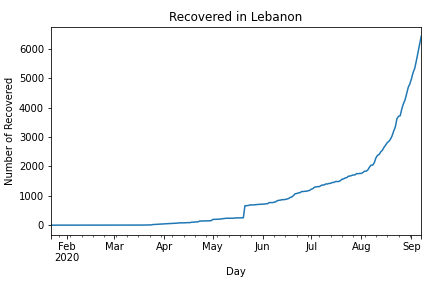 Recovered in Lebanon
Number of Recovered
6000
5000
4000
3000
2000
1000
0
Feb Mar Apr May Jun Jul Aug Sep
2020
Day